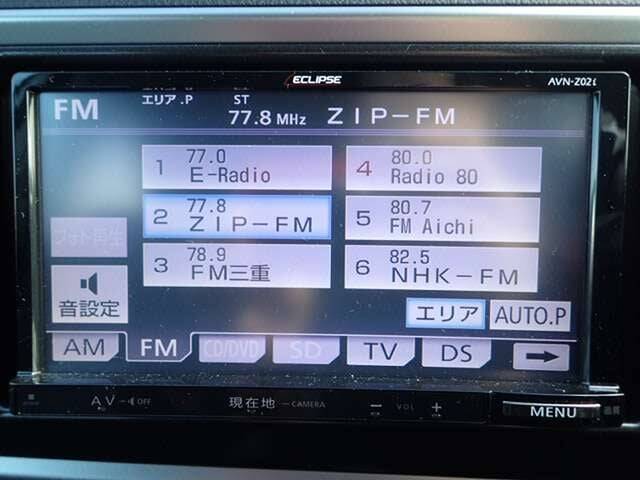 ECLIPSE
AVN-Z02i
FM
エリア.P
ST
77.8 MHz ZIP-FM
1 77.0
E-Radio
4 80.0
Radio 80
2 77.8
ZIP-FM
5 80.7
FM Aichi
3 78.9
FM三重
6 82.5
NHK-FM
音設定
エリア
AUTO.P
AM
FM
CD/DVD
SD
TV
DS
AV
OFF
現在地
CAMERA
− VOL +
MENU